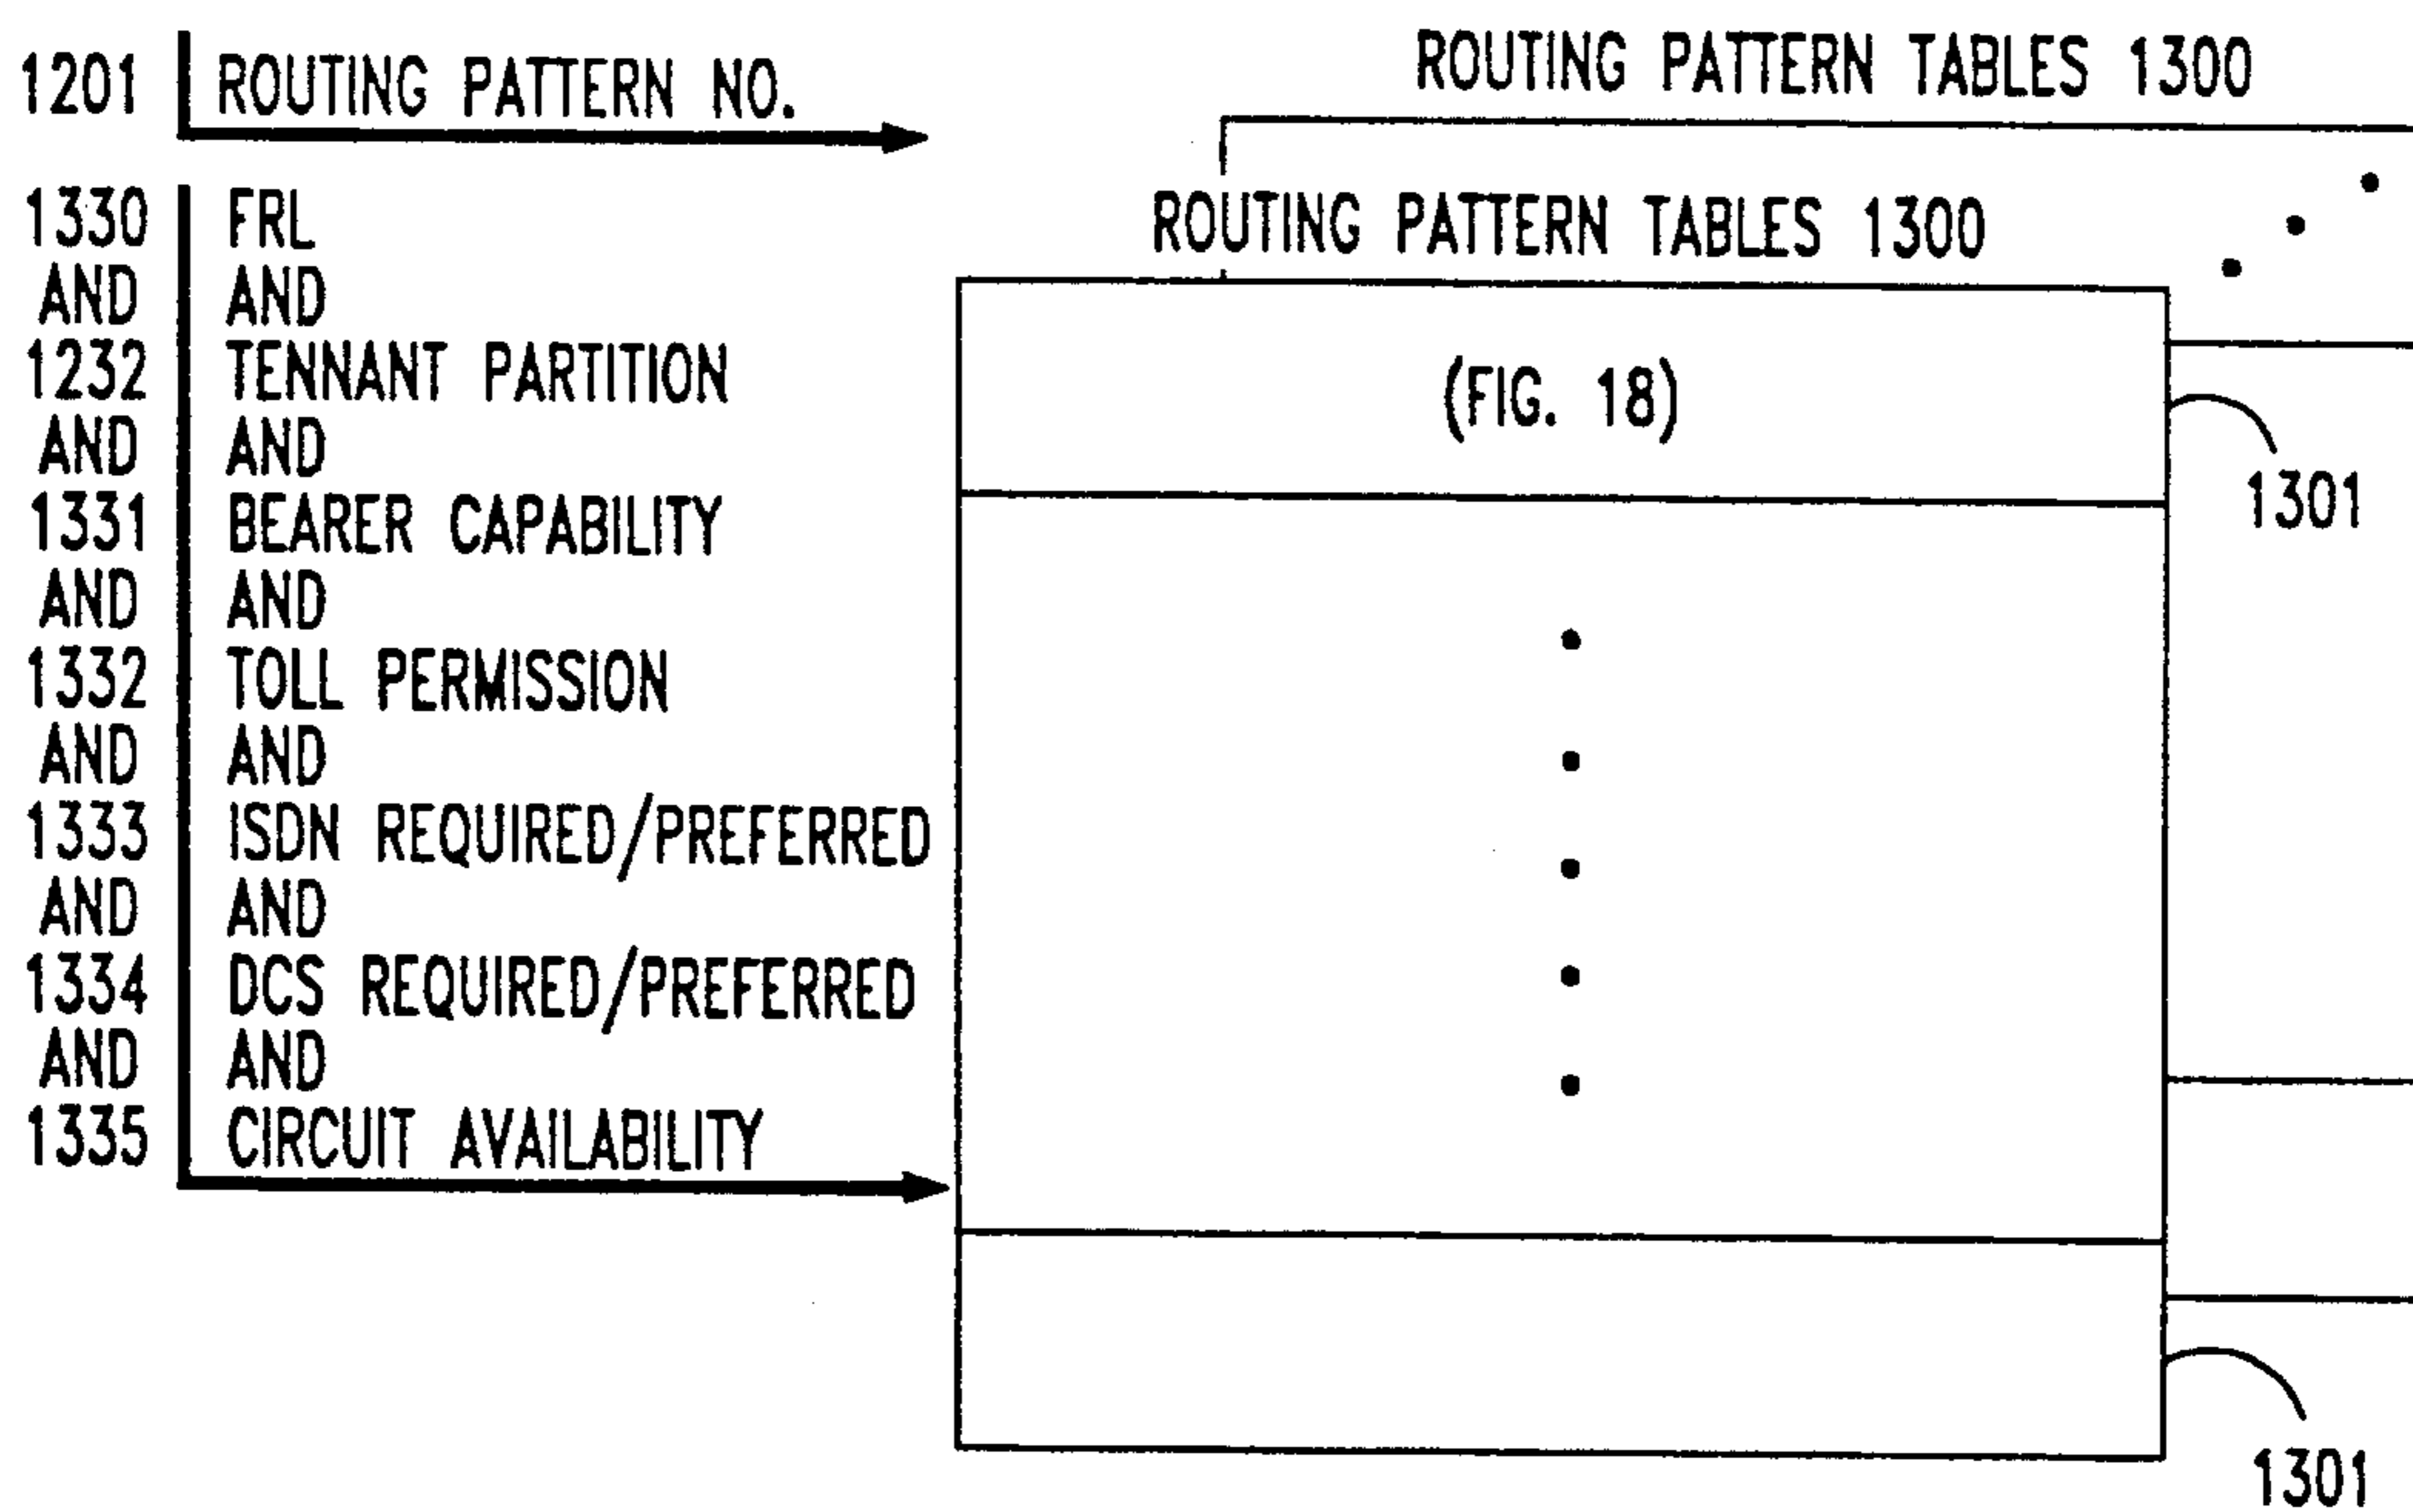 1201 ROUTING PATTERN NO.
ROUTING PATTERN TABLES 1300
ROUTING PATTERN TABLES 1300
1330 FRL
AND AND
1232 TENNANT PARTITION
AND AND
1331 BEARER CAPABILITY
AND AND
1332 TOLL PERMISSION
AND AND
1333 ISDN REQUIRED/PREFERRED
AND AND
1334 DCS REQUIRED/PREFERRED
AND AND
1335 CIRCUIT AVAILABILITY
(FIG. 18)
1301
1301